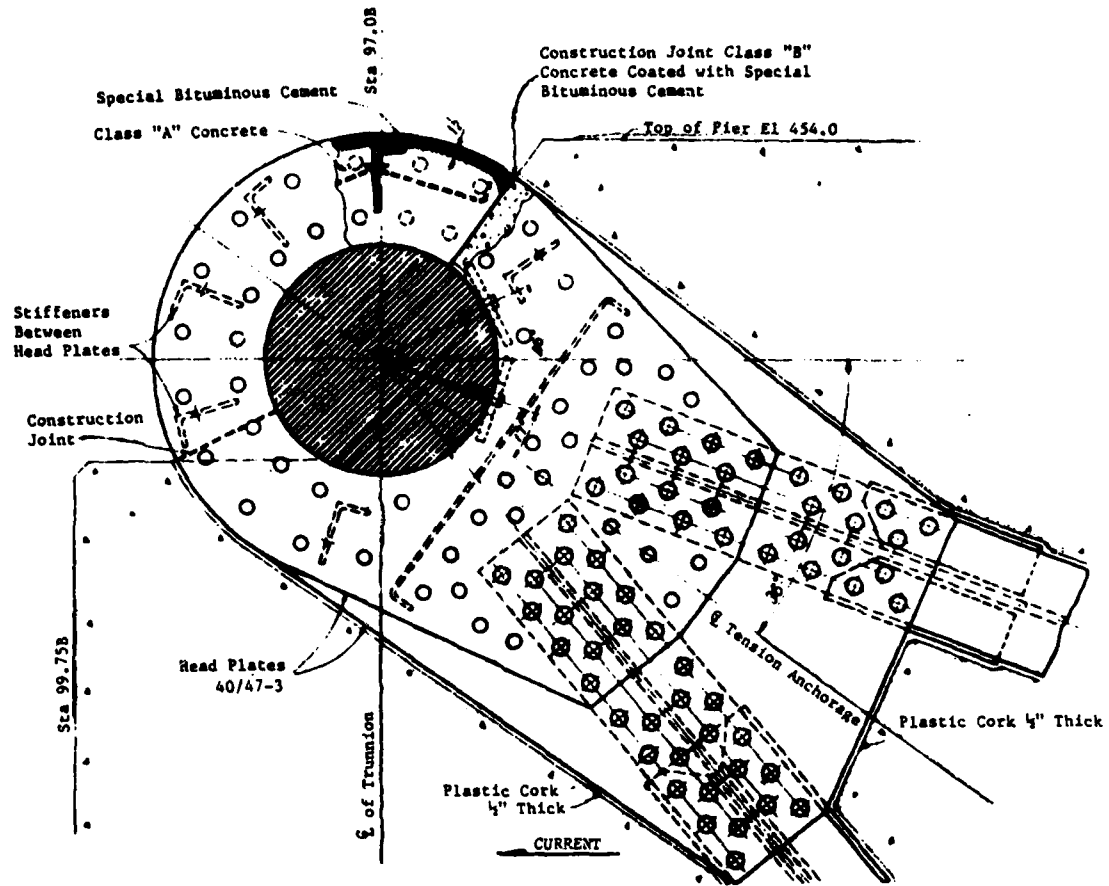 Sta 97.0B
Construction Joint Class "B"
Concrete Coated with Special
Bituminous Cement
Special Bituminous Cement
Class "A" Concrete
Top of Pier El 454.0
Stiffeners
Between
Head Plates
Construction
Joint
Sta 99.75B
Head Plates
40/47-3
℄ of Trunnion
℄ Tension Anchorage
Plastic Cork ½" Thick
Plastic Cork
½" Thick
CURRENT